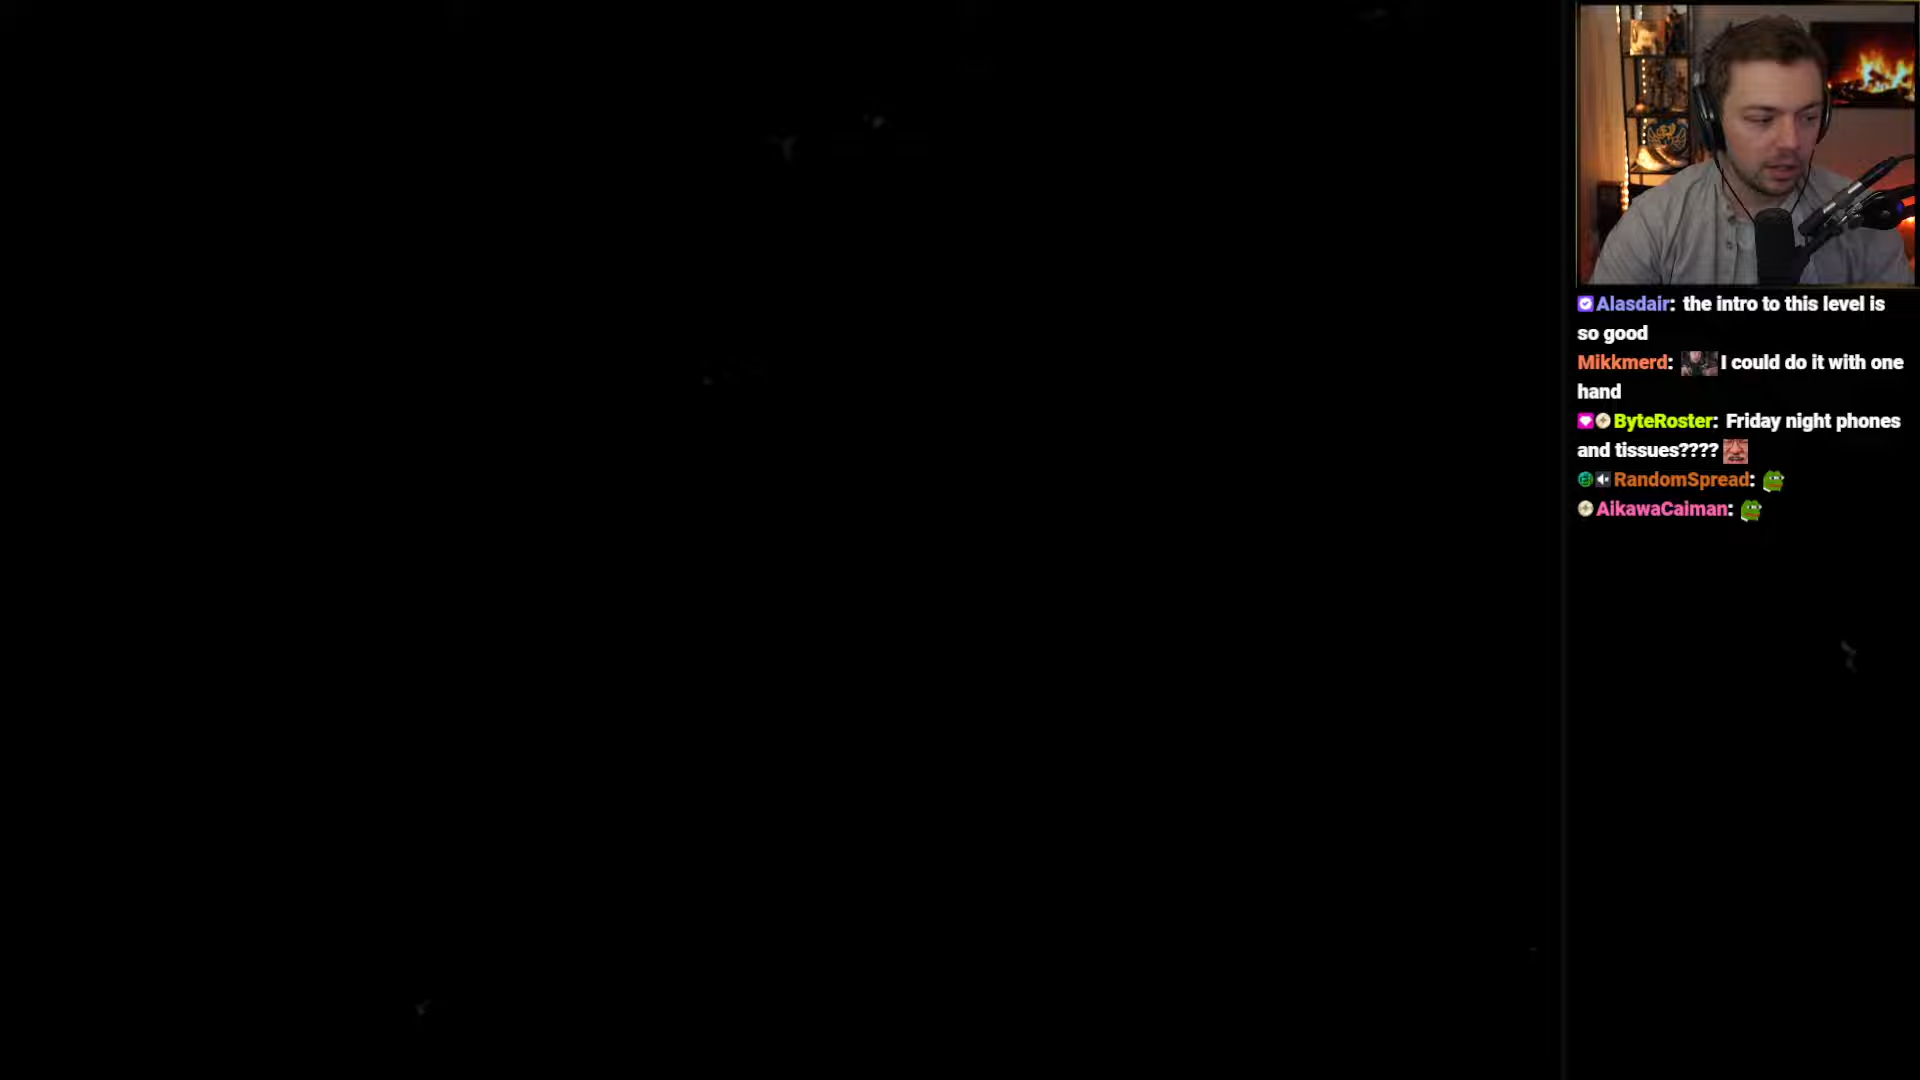 Alasdair: the intro to this level is
so good
Mikkmerd: I could do it with one
hand
ByteRoster: Friday night phones
and tissues????
RandomSpread:
AikawaCaiman: